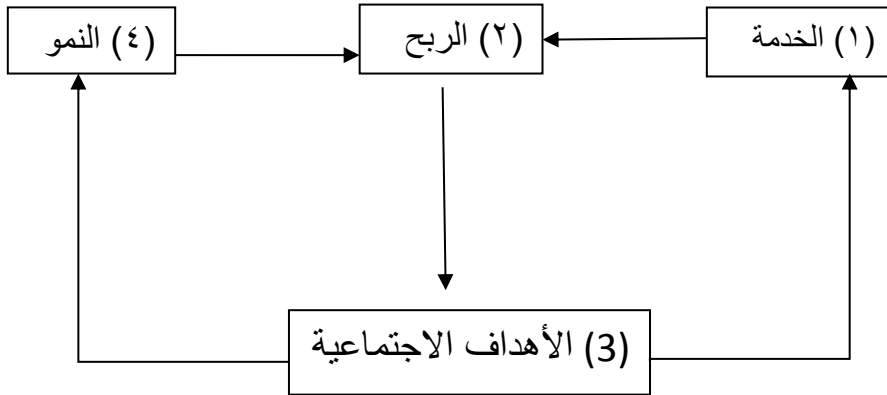 (١) الخدمة
(٢) الربح
(٤) النمو
(3) الأهداف الاجتماعية